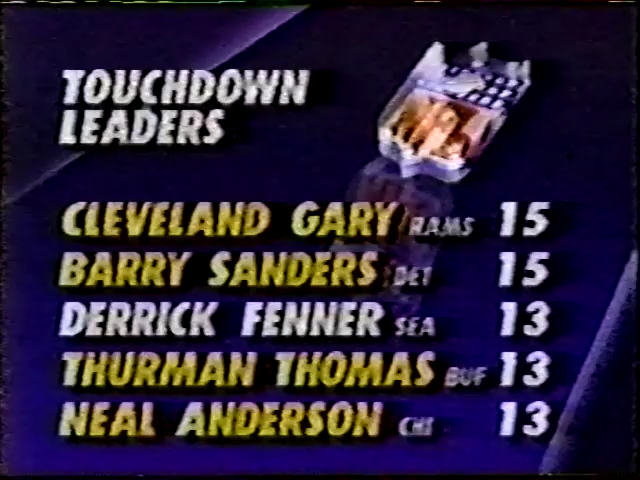 TOUCHDOWN
LEADERS
CLEVELAND GARY/RAMS 15
BARRY SANDERS/DET 15
DERRICK FENNER SEA 13
THURMAN THOMAS BUF 13
NEAL ANDERSON CHI 13